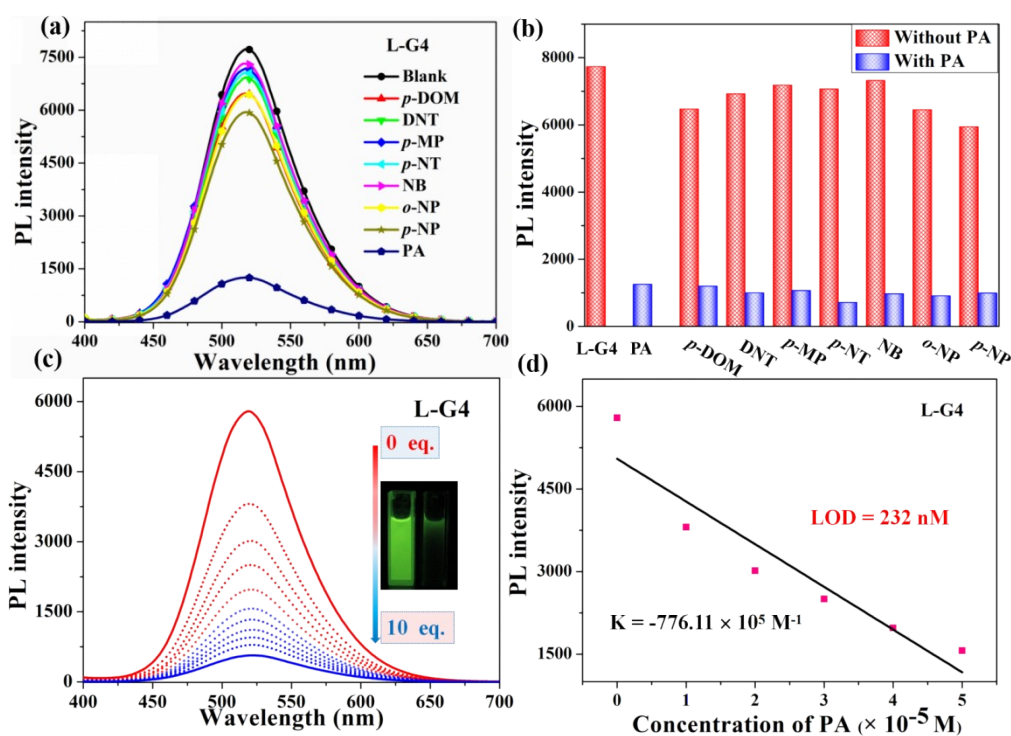 (a)
L-G4
Blank
p-DOM
DNT
p-MP
p-NT
NB
o-NP
p-NP
PA
PL intensity
7500
6000
4500
3000
1500
0
400 450 500 550 600 650 700
Wavelength (nm)
(b)
Without PA
With PA
PL intensity
8000
6000
4000
2000
0
L-G4 PA p-DOM DNT p-MP p-NT NB o-NP p-NP
(c)
L-G4
0 eq.
10 eq.
PL intensity
6000
4500
3000
1500
0
400 450 500 550 600 650 700
Wavelength (nm)
(d)
L-G4
LOD = 232 nM
K = -776.11 × 10⁵ M⁻¹
PL intensity
6000
4500
3000
1500
0 1 2 3 4 5
Concentration of PA (× 10⁻⁵ M)